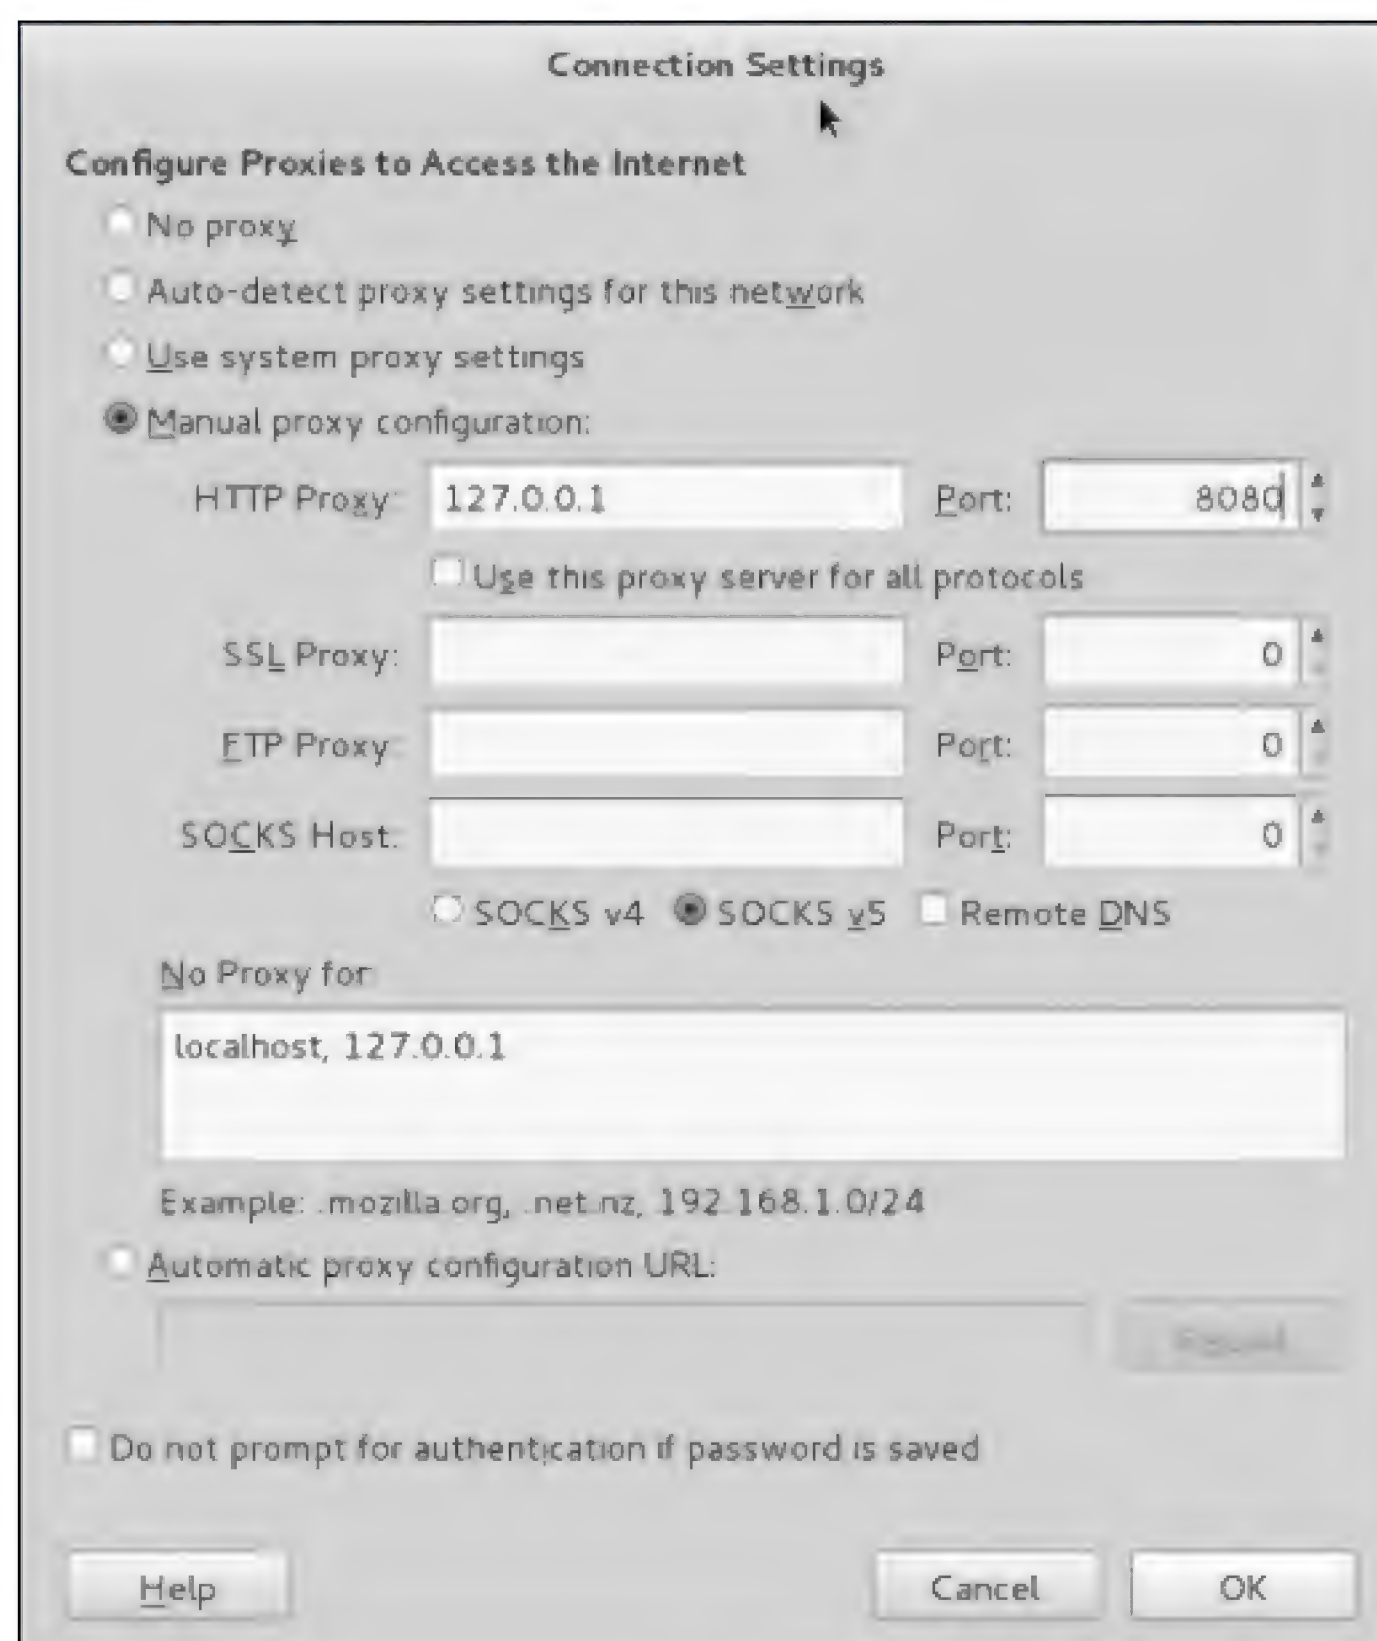 Connection Settings
Configure Proxies to Access the Internet
No proxy
Auto-detect proxy settings for this network
Use system proxy settings
Manual proxy configuration:
HTTP Proxy: 127.0.0.1 Port: 8080
Use this proxy server for all protocols
SSL Proxy: Port: 0
FTP Proxy: Port: 0
SOCKS Host: Port: 0
SOCKS v4 SOCKS v5 Remote DNS
No Proxy for:
localhost, 127.0.0.1
Example: .mozilla.org, .net.nz, 192.168.1.0/24
Automatic proxy configuration URL:
Do not prompt for authentication if password is saved
Help Cancel OK